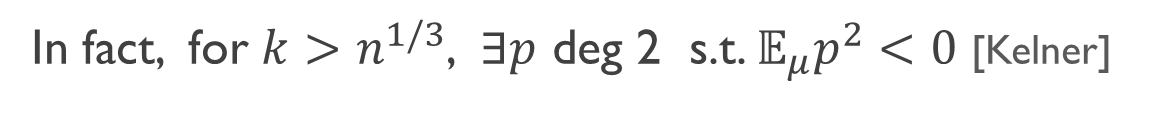 In fact, for k > n^{1/3}, ∃p deg 2 s.t. 𝔼_μ p² < 0 [Kelner]